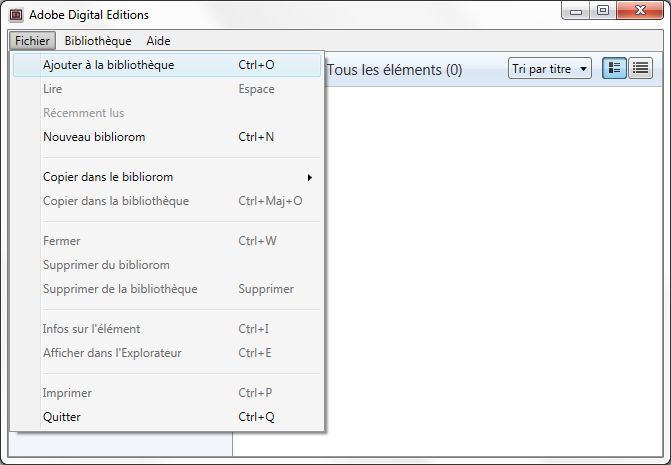 Adobe Digital Editions
Fichier Bibliothèque Aide
Tous les éléments (0) Tri par titre
Ajouter à la bibliothèque Ctrl+O
Lire Espace
Récemment lus
Nouveau bibliorom Ctrl+N
Copier dans le bibliorom
Copier dans la bibliothèque Ctrl+Maj+O
Fermer Ctrl+W
Supprimer du bibliorom
Supprimer de la bibliothèque Supprimer
Infos sur l'élément Ctrl+I
Afficher dans l'Explorateur Ctrl+E
Imprimer Ctrl+P
Quitter Ctrl+Q